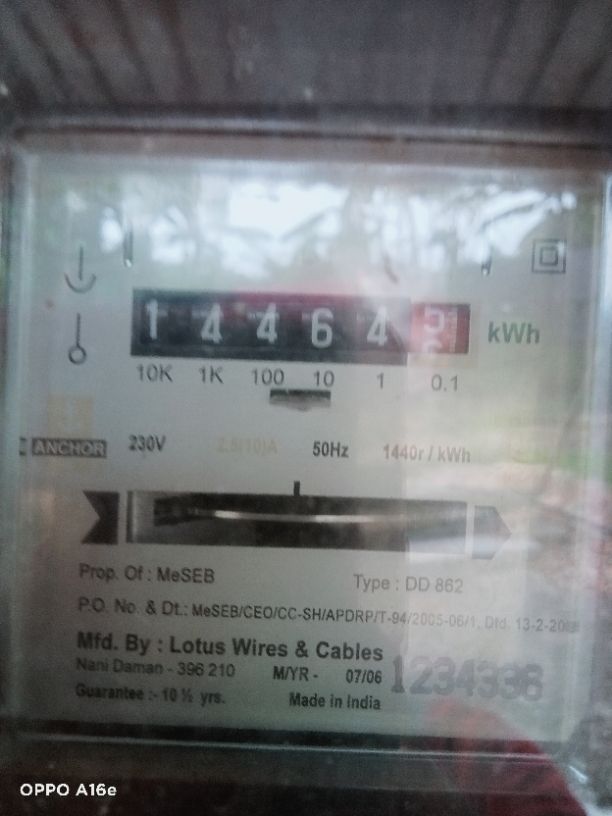 1 4 4 6 4 kWh
10K 1K 100 10 1 0.1
ANCHOR 230V 2.5(10)A 50Hz 1440r / kWh
Prop. Of : MeSEB Type : DD 862
P.O. No. & Dt.: MeSEB/CEO/CC-SH/APDRP/T-94/2005-06/1, Dtd. 13-2-
Mfd. By : Lotus Wires & Cables
Nani Daman - 396 210 M/YR - 07/06 1234338
Guarantee :- 10 ½ yrs. Made in India
OPPO A16e